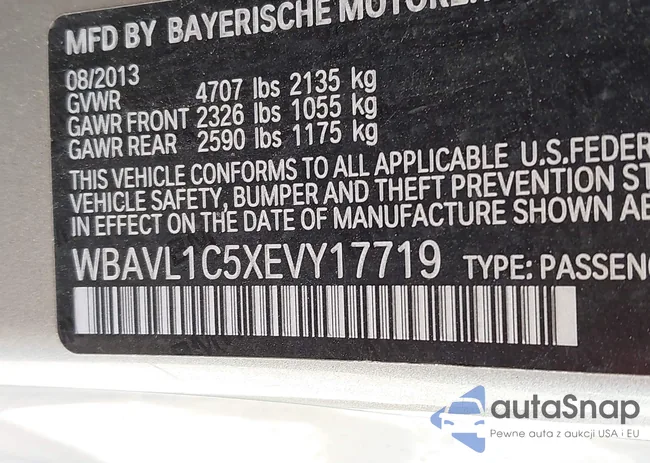 MFD BY BAYERISCHE MOTOREN
08/2013
GVWR 4707 lbs 2135 kg
GAWR FRONT 2326 lbs 1055 kg
GAWR REAR 2590 lbs 1175 kg
THIS VEHICLE CONFORMS TO ALL APPLICABLE U.S.FEDER
VEHICLE SAFETY, BUMPER AND THEFT PREVENTION ST
IN EFFECT ON THE DATE OF MANUFACTURE SHOWN AB
WBAVL1C5XEVY17719 TYPE: PASSENG
autoSnap
Pewne auta z aukcji USA i EU